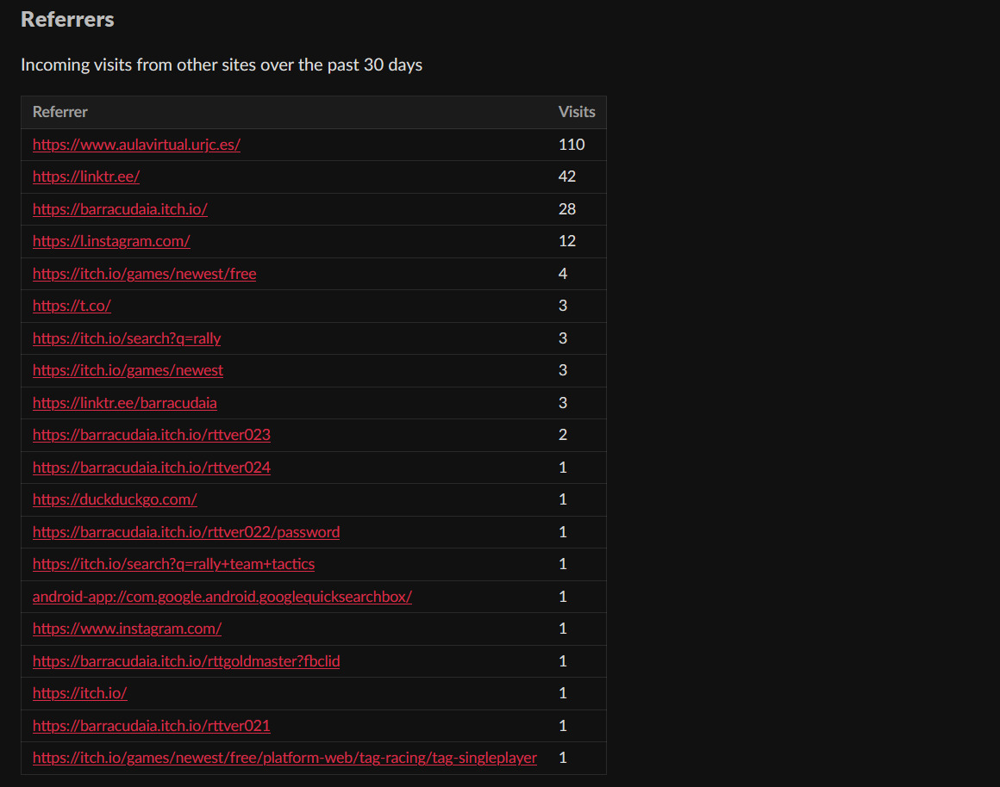 Referrers
Incoming visits from other sites over the past 30 days
Referrer Visits
https://www.aulavirtual.urjc.es/ 110
https://linktr.ee/ 42
https://barracudaia.itch.io/ 28
https://l.instagram.com/ 12
https://itch.io/games/newest/free 4
https://t.co/ 3
https://itch.io/search?q=rally 3
https://itch.io/games/newest 3
https://linktr.ee/barracudaia 3
https://barracudaia.itch.io/rttver023 2
https://barracudaia.itch.io/rttver024 1
https://duckduckgo.com/ 1
https://barracudaia.itch.io/rttver022/password 1
https://itch.io/search?q=rally+team+tactics 1
android-app://com.google.android.googlequicksearchbox/ 1
https://www.instagram.com/ 1
https://barracudaia.itch.io/rttgoldmaster?fbclid 1
https://itch.io/ 1
https://barracudaia.itch.io/rttver021 1
https://itch.io/games/newest/free/platform-web/tag-racing/tag-singleplayer 1